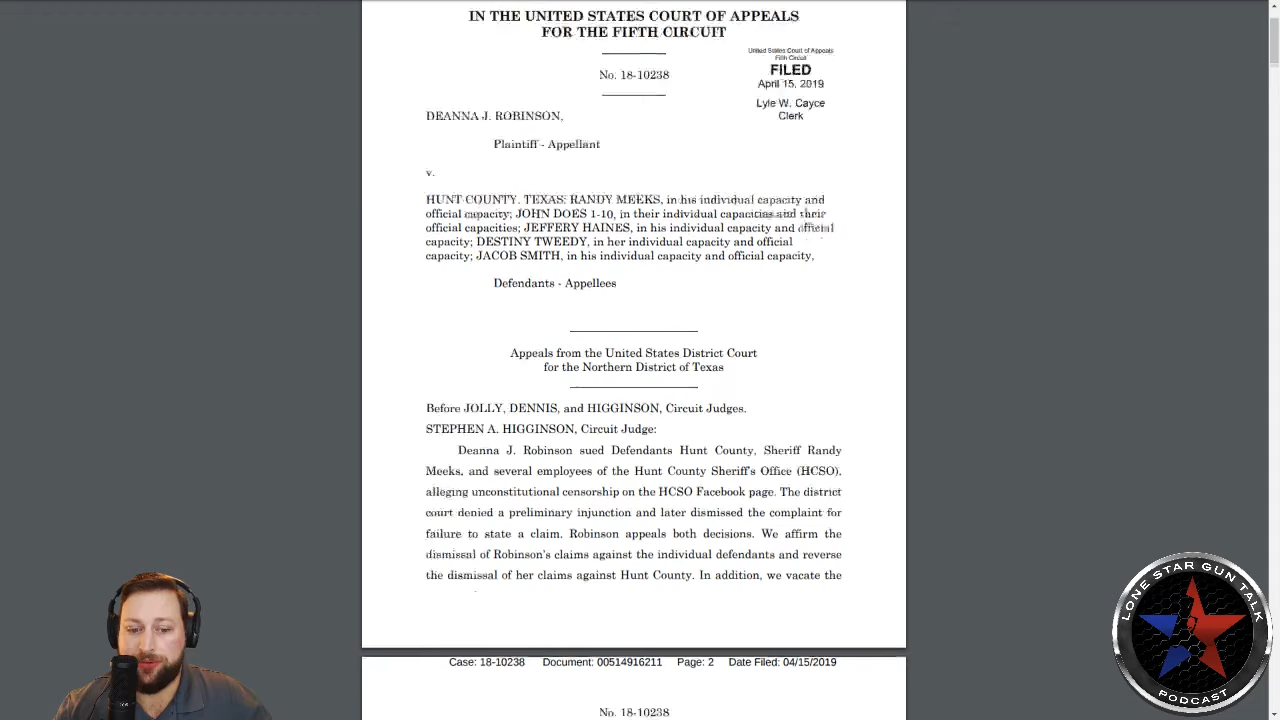 IN THE UNITED STATES COURT OF APPEALS
FOR THE FIFTH CIRCUIT
United States Court of Appeals
Fifth Circuit
FILED
April 15, 2019
Lyle W. Cayce
Clerk
No. 18-10238
DEANNA J. ROBINSON,
Plaintiff - Appellant
v.
HUNT COUNTY, TEXAS; RANDY MEEKS, in his individual capacity and
official capacity; JOHN DOES 1-10, in their individual capacities and their
official capacities; JEFFERY HAINES, in his individual capacity and official
capacity; DESTINY TWEEDY, in her individual capacity and official
capacity; JACOB SMITH, in his individual capacity and official capacity,
Defendants - Appellees
Appeals from the United States District Court
for the Northern District of Texas
Before JOLLY, DENNIS, and HIGGINSON, Circuit Judges.
STEPHEN A. HIGGINSON, Circuit Judge:
Deanna J. Robinson sued Defendants Hunt County, Sheriff Randy
Meeks, and several employees of the Hunt County Sheriff's Office (HCSO),
alleging unconstitutional censorship on the HCSO Facebook page. The district
court denied a preliminary injunction and later dismissed the complaint for
failure to state a claim. Robinson appeals both decisions. We affirm the
dismissal of Robinson's claims against the individual defendants and reverse
the dismissal of her claims against Hunt County. In addition, we vacate the
Case: 18-10238 Document: 00514916211 Page: 2 Date Filed: 04/15/2019
No. 18-10238
LONE STAR GUN TALK
PODCAST